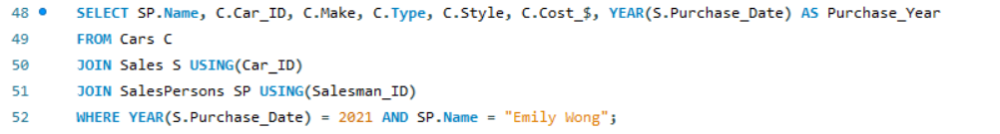 48 SELECT SP.Name, C.Car_ID, C.Make, C.Type, C.Style, C.Cost_$, YEAR(S.Purchase_Date) AS Purchase_Year
49 FROM Cars C
50 JOIN Sales S USING(Car_ID)
51 JOIN SalesPersons SP USING(Salesman_ID)
52 WHERE YEAR(S.Purchase_Date) = 2021 AND SP.Name = "Emily Wong";